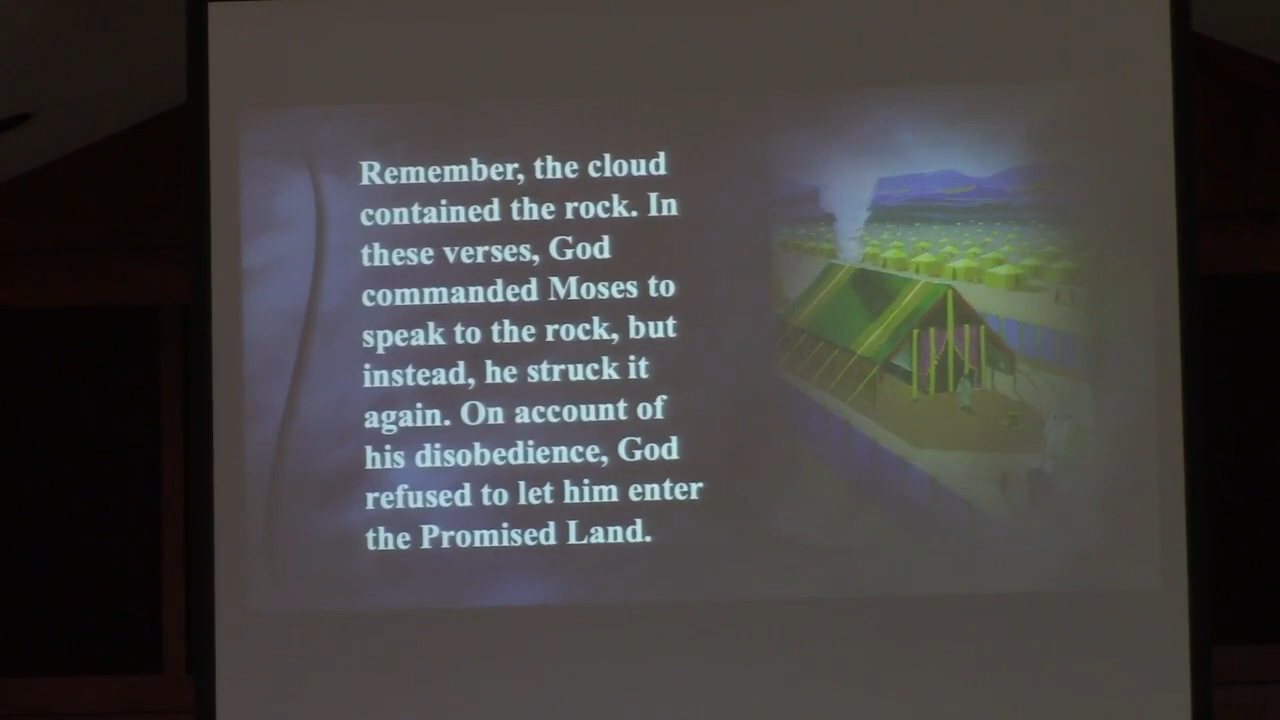 Remember, the cloud
contained the rock. In
these verses, God
commanded Moses to
speak to the rock, but
instead, he struck it
again. On account of
his disobedience, God
refused to let him enter
the Promised Land.